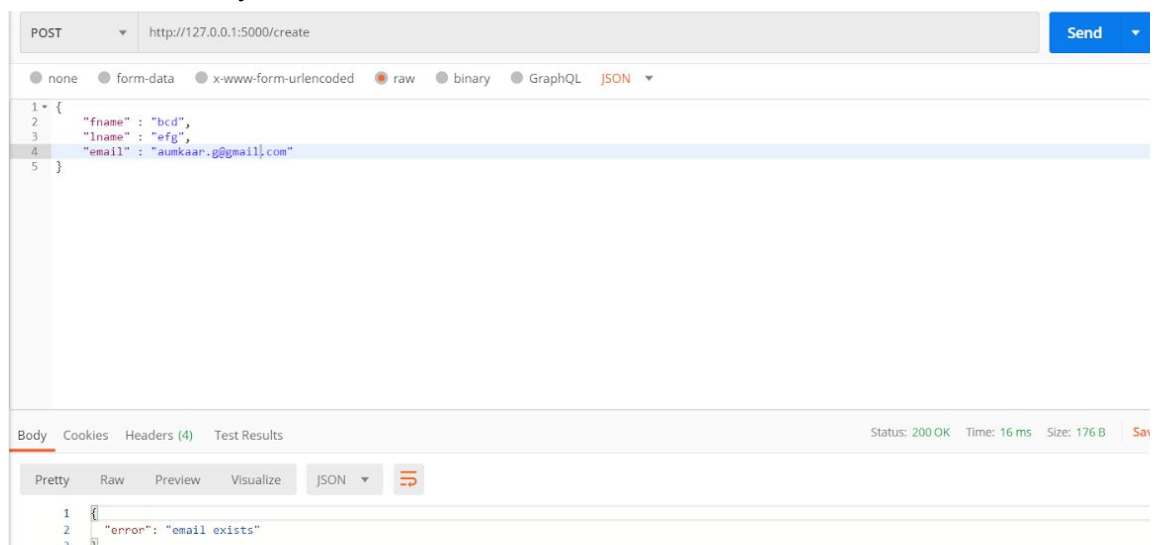 POST http://127.0.0.1:5000/create Send
none form-data x-www-form-urlencoded raw binary GraphQL JSON
1 {
2 "fname" : "bcd",
3 "lname" : "efg",
4 "email" : "aumkaar.g@gmail.com"
5 }
Body Cookies Headers (4) Test Results Status: 200 OK Time: 16 ms Size: 176 B Sav
Pretty Raw Preview Visualize JSON
1 {
2 "error": "email exists"